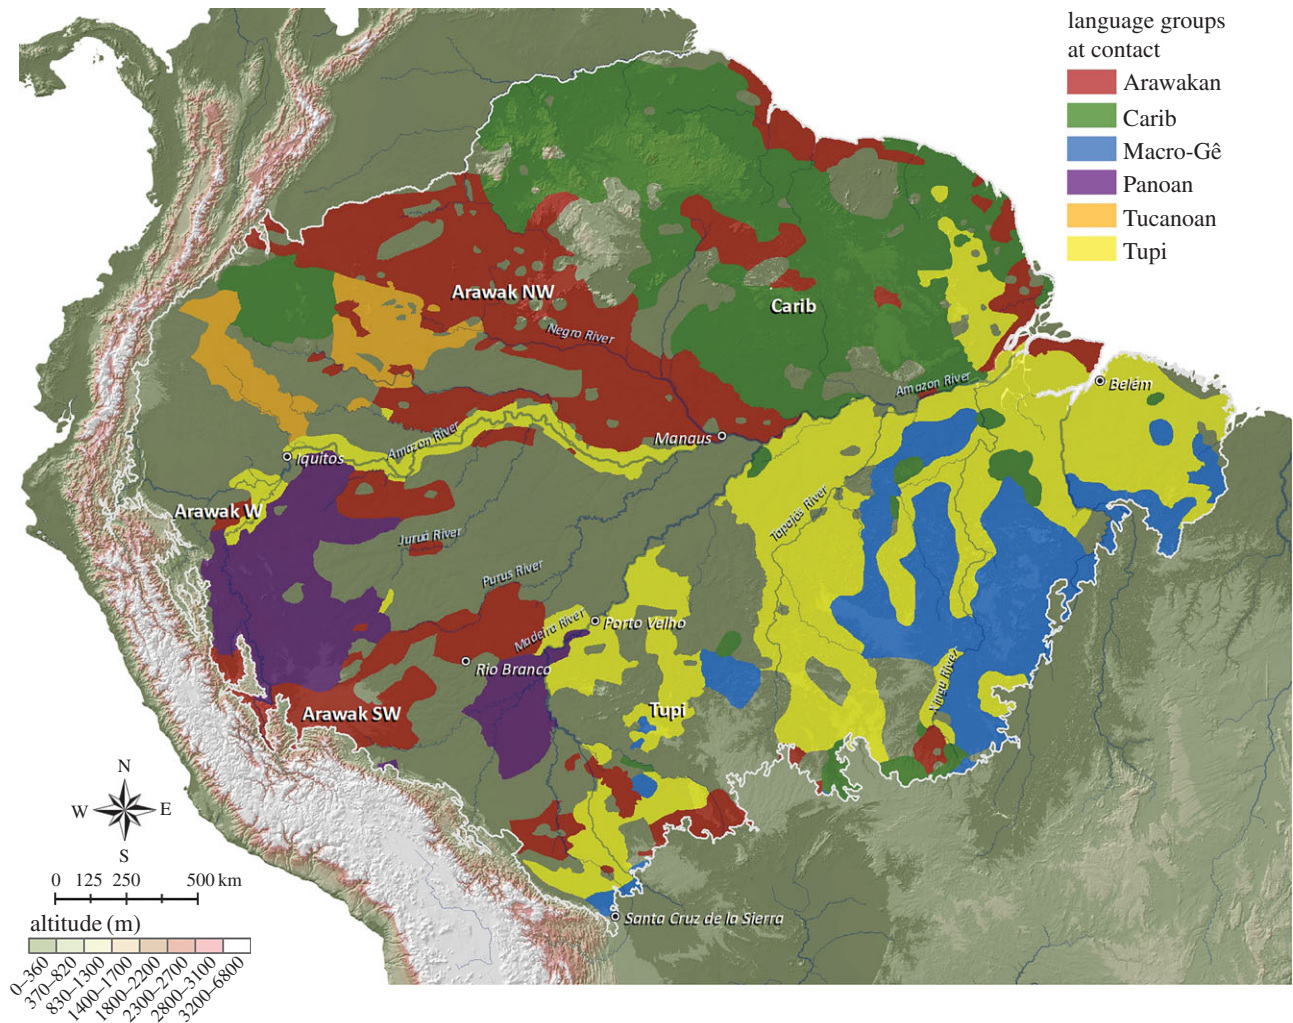 language groups
at contact
Arawakan
Carib
Macro-Gê
Panoan
Tucanoan
Tupi
Arawak NW
Carib
Negro River
Amazon River
Belém
Manaus
Amazon River
Iquitos
Arawak W
Tapajós River
Juruá River
Purus River
Madeira River
Porto Velho
Rio Branco
Xingu River
Arawak SW
Tupi
N
W
E
S
0 125 250 500 km
altitude (m)
0–360
370–820
830–1300
1400–1700
1800–2200
2300–2700
2800–3100
3200–6800
Santa Cruz de la Sierra